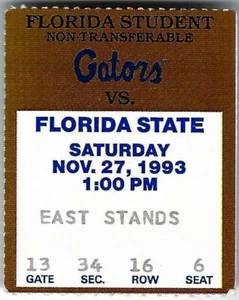 FLORIDA STUDENT
NON-TRANSFERABLE
Gators
VS.
FLORIDA STATE
SATURDAY
NOV. 27, 1993
1:00 PM
EAST STANDS
13 34 16 6
GATE SEC. ROW SEAT